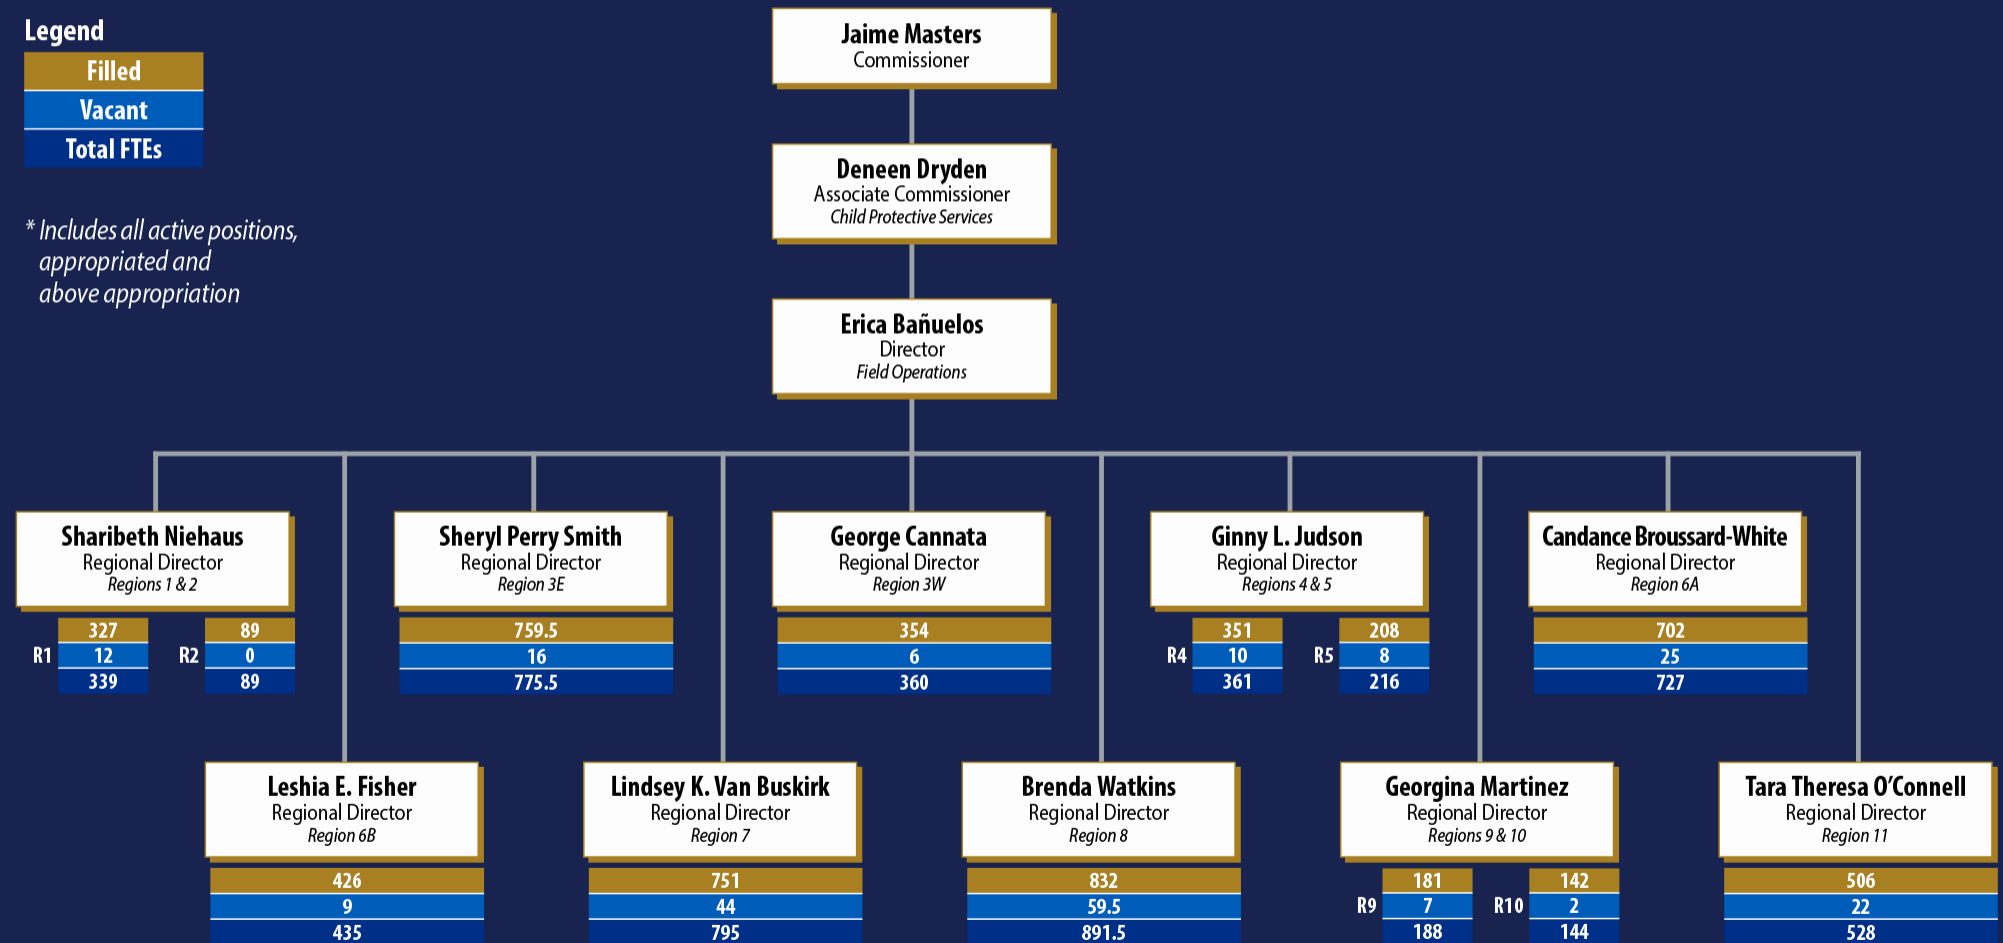 Legend
Filled
Vacant
Total FTEs
* Includes all active positions,
appropriated and
above appropriation
Jaime Masters
Commissioner
Deneen Dryden
Associate Commissioner
Child Protective Services
Erica Bañuelos
Director
Field Operations
Sharibeth Niehaus
Regional Director
Regions 1 & 2
R1
327
12
339
R2
89
0
89
Sheryl Perry Smith
Regional Director
Region 3E
759.5
16
775.5
George Cannata
Regional Director
Region 3W
354
6
360
Ginny L. Judson
Regional Director
Regions 4 & 5
R4
351
10
361
R5
208
8
216
Candance Broussard-White
Regional Director
Region 6A
702
25
727
Leshia E. Fisher
Regional Director
Region 6B
426
9
435
Lindsey K. Van Buskirk
Regional Director
Region 7
751
44
795
Brenda Watkins
Regional Director
Region 8
832
59.5
891.5
Georgina Martinez
Regional Director
Regions 9 & 10
R9
181
7
188
R10
142
2
144
Tara Theresa O’Connell
Regional Director
Region 11
506
22
528